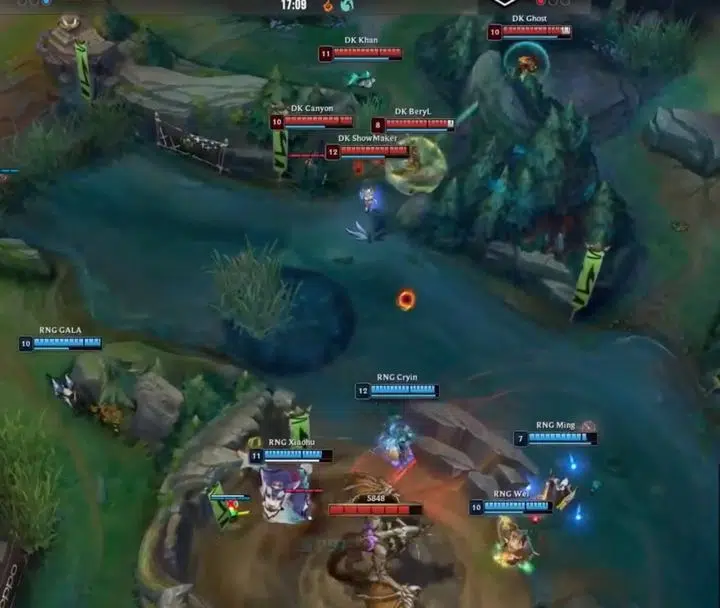 17:09
DK Ghost
10
DK Khan
11
DK Canyon
10
DK BeryL
8
DK ShowMaker
12
RNG GALA
10
RNG Cryin
12
RNG Ming
7
RNG Xiaohu
11
5848
RNG Wei
10
oppo